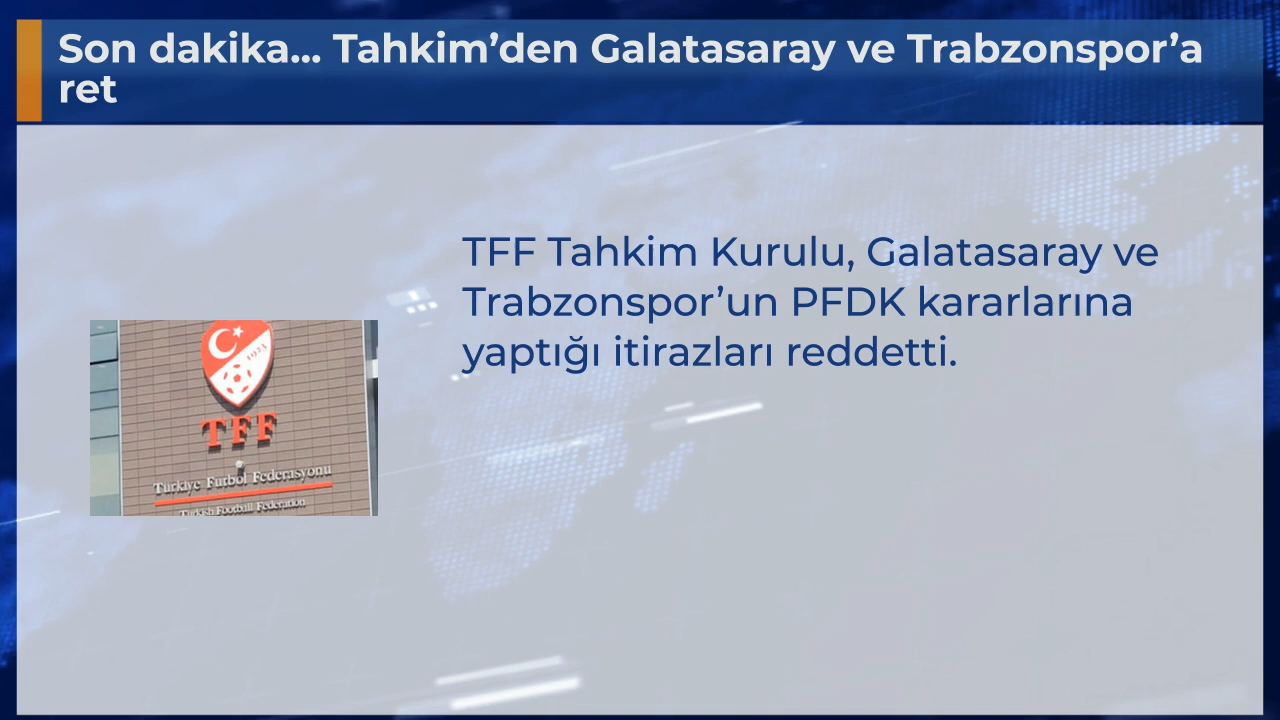 Son dakika... Tahkim’den Galatasaray ve Trabzonspor’a
ret
TFF Tahkim Kurulu, Galatasaray ve
Trabzonspor’un PFDK kararlarına
yaptığı itirazları reddetti.
1923
TFF
Türkiye Futbol Federasyonu
Turkish Football Federation